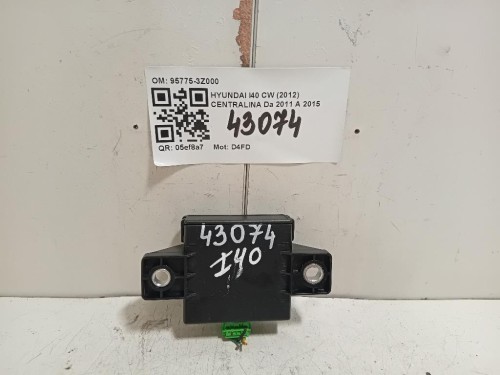 OM: 95775-3Z000
HYUNDAI I40 CW (2012)
CENTRALINA Da 2011 A 2015
43074
QR: 05ef8a7 Mot: D4FD
43074
I40